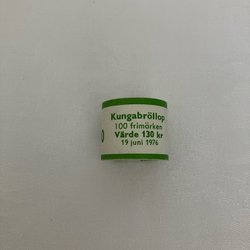 Kungabröllop
100 frimärken
Värde 130 kr
19 juni 1976